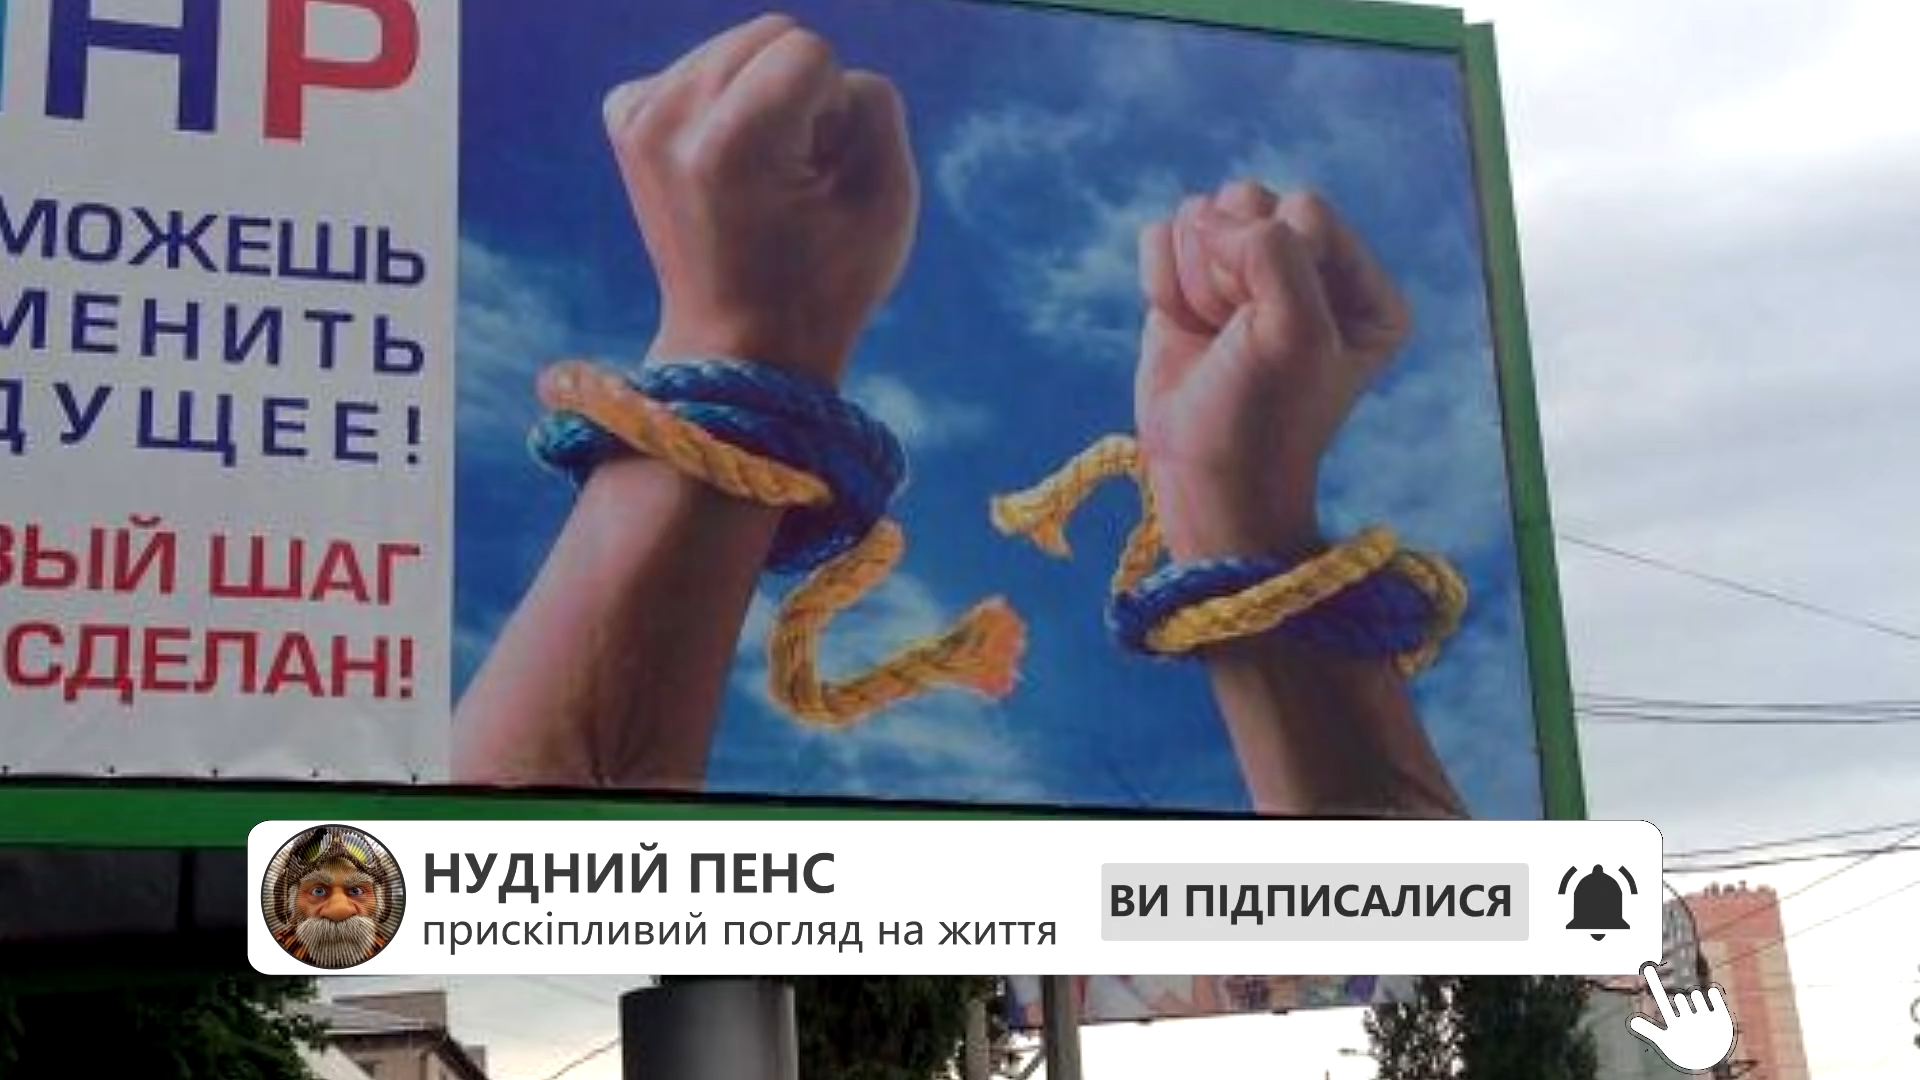 НР
МОЖЕШЬ
МЕНИТЬ
ДУЩЕЕ!
ВЫЙ ШАГ
СДЕЛАН!
НУДНИЙ ПЕНС
прискіпливий погляд на життя
ВИ ПІДПИСАЛИСЯ